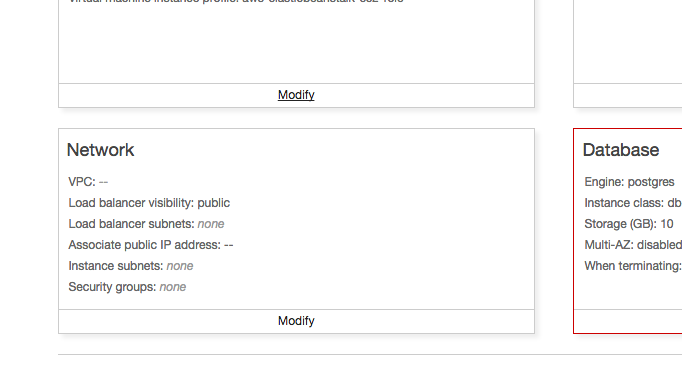 Modify
Network
VPC: --
Load balancer visibility: public
Load balancer subnets: none
Associate public IP address: --
Instance subnets: none
Security groups: none
Modify
Database
Engine: postgres
Instance class: db
Storage (GB): 10
Multi-AZ: disabled
When terminating: